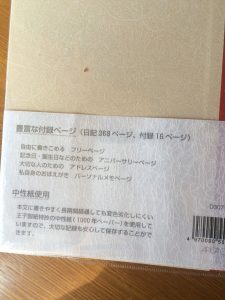 豊富な付録ページ（日記368ページ、付録16ページ）
自由に書きこめる　フリーページ
記念日・誕生日などのための　アニバーサリーページ
大切な人のための　アドレスページ
私自身のおぼえがき　パーソナルメモページ
中性紙使用
本文に書きやすく長期間経過しても変色劣化しにくい
王子製紙特許の中性紙（1000年ペーパー）を使用して
いますので、大切な記録も安心して保存することがで
きます。